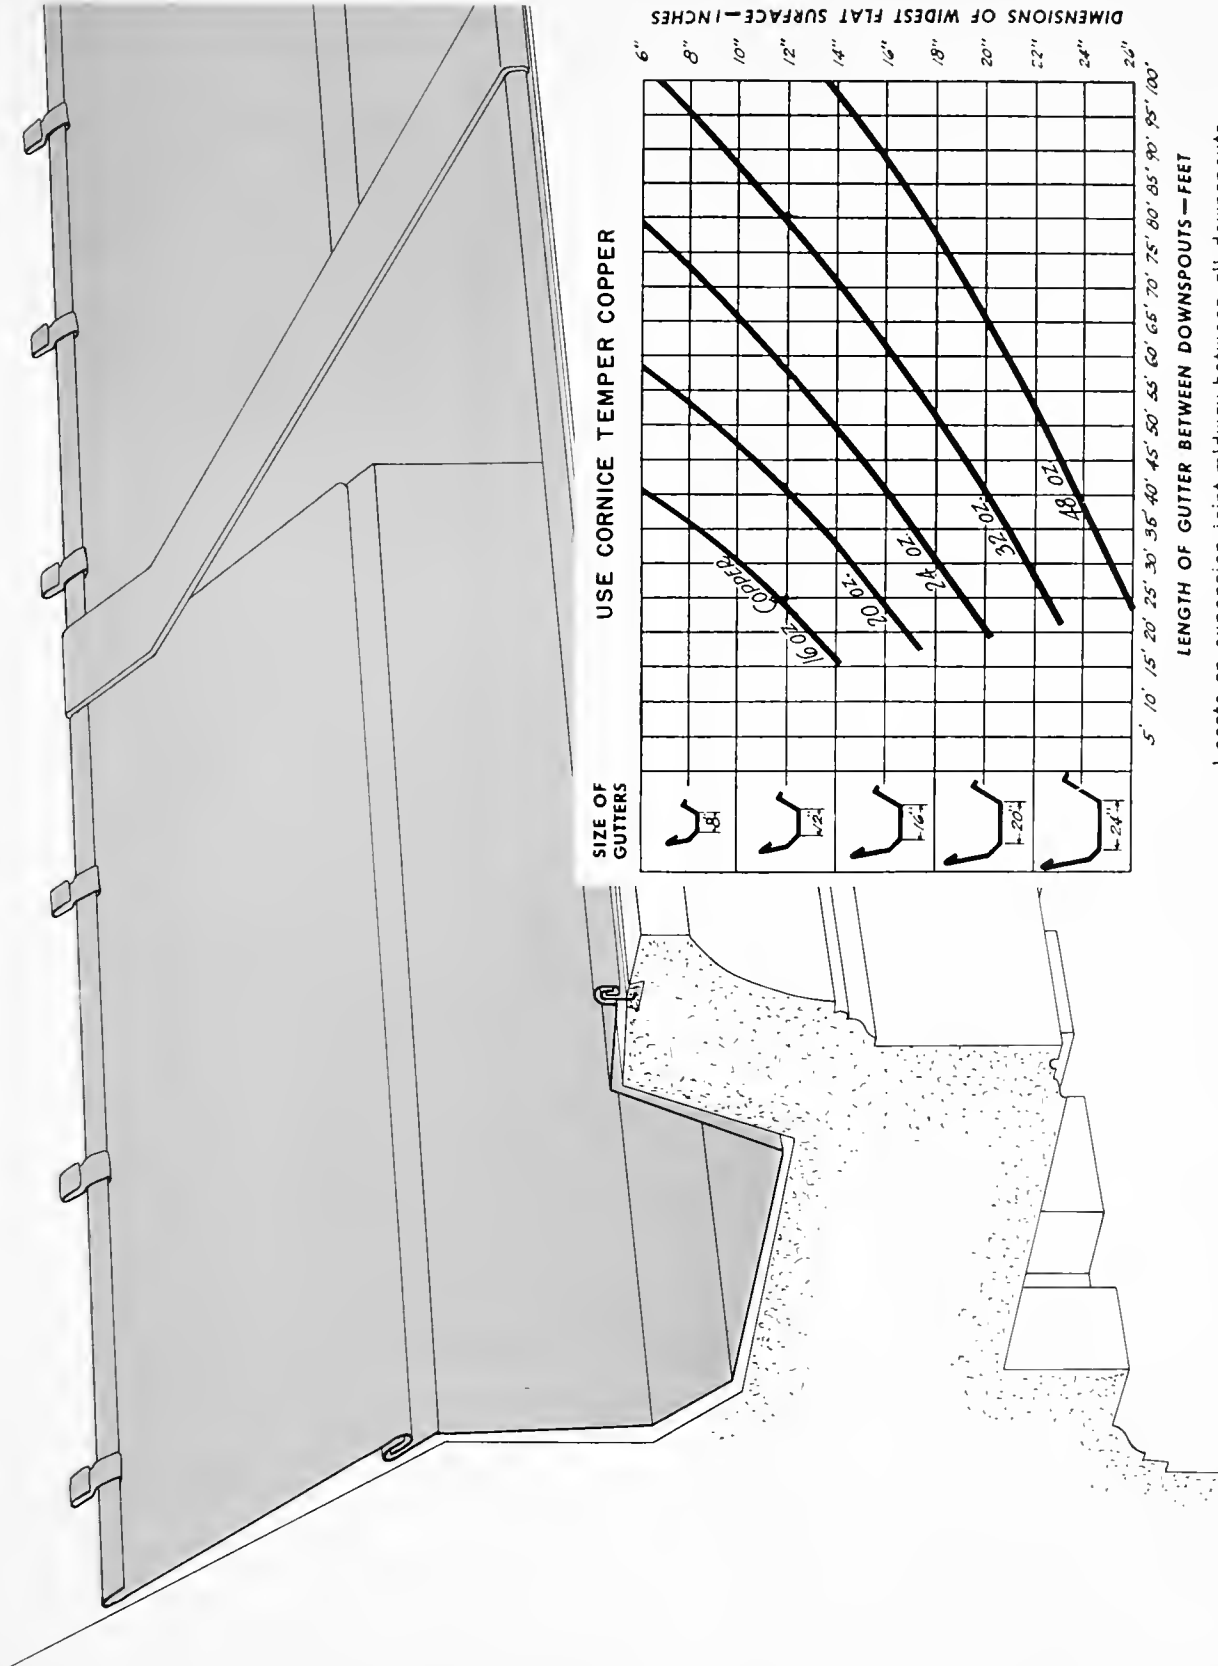 USE CORNICE TEMPER COPPER
SIZE OF
GUTTERS
8"
12"
16"
20"
24"
16 OZ. COPPER
20 OZ.
24 OZ.
32 OZ.
48 OZ.
6"
8"
10"
12"
14"
16"
18"
20"
22"
24"
26"
DIMENSIONS OF WIDEST FLAT SURFACE—INCHES
5' 10' 15' 20' 25' 30' 35' 40' 45' 50' 55' 60' 65' 70' 75' 80' 85' 90' 95' 100'
LENGTH OF GUTTER BETWEEN DOWNSPOUTS—FEET